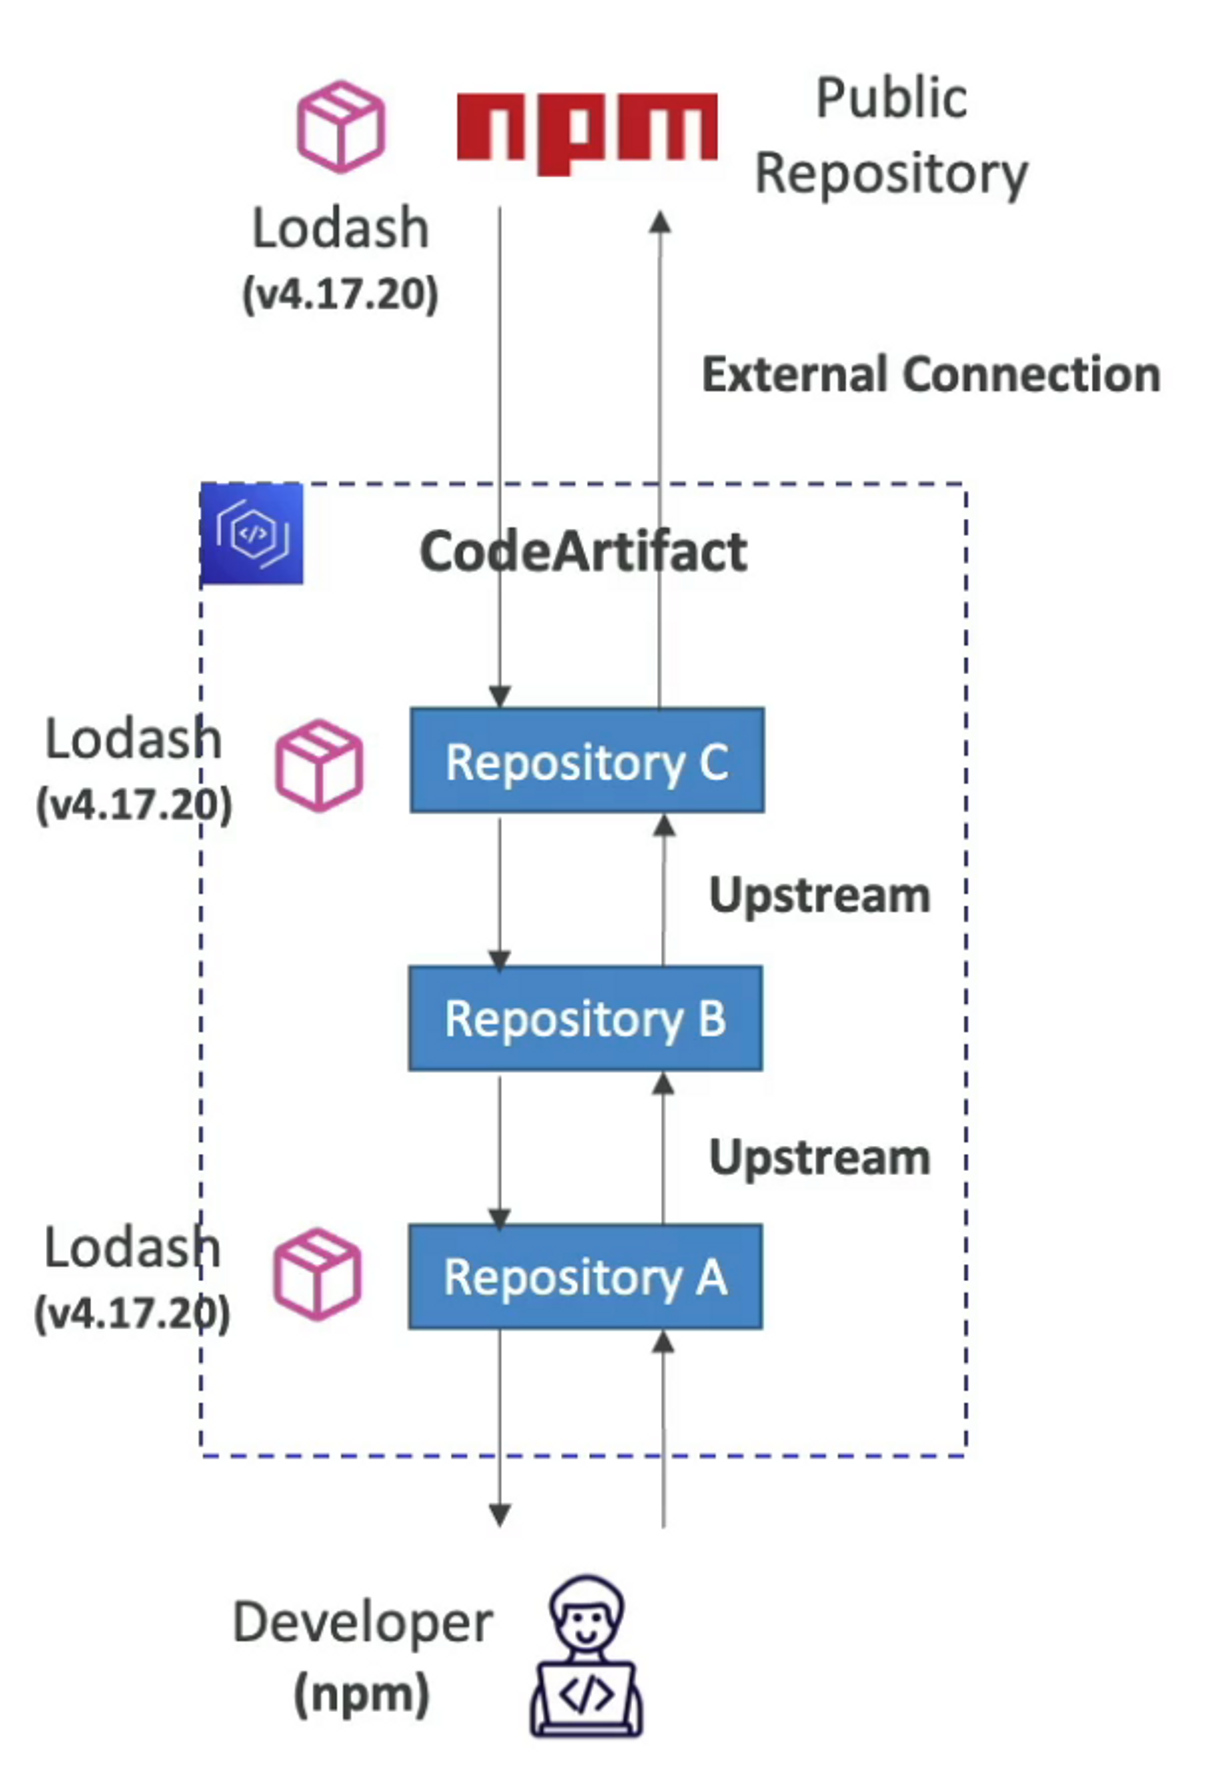 npm
Public
Repository
Lodash
(v4.17.20)
External Connection
</>
CodeArtifact
Lodash
(v4.17.20)
Repository C
Upstream
Repository B
Upstream
Lodash
(v4.17.20)
Repository A
Developer
(npm)
</>